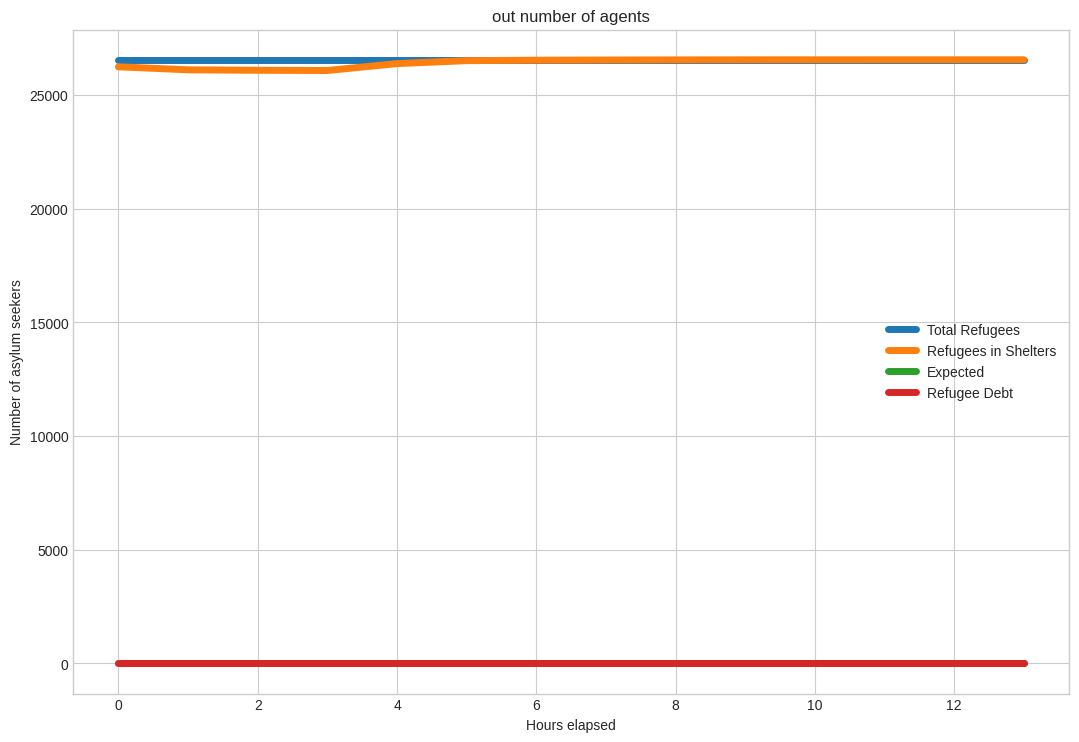 out number of agents
Number of asylum seekers
25000
20000
15000
10000
5000
0
Total Refugees
Refugees in Shelters
Expected
Refugee Debt
0 2 4 6 8 10 12
Hours elapsed